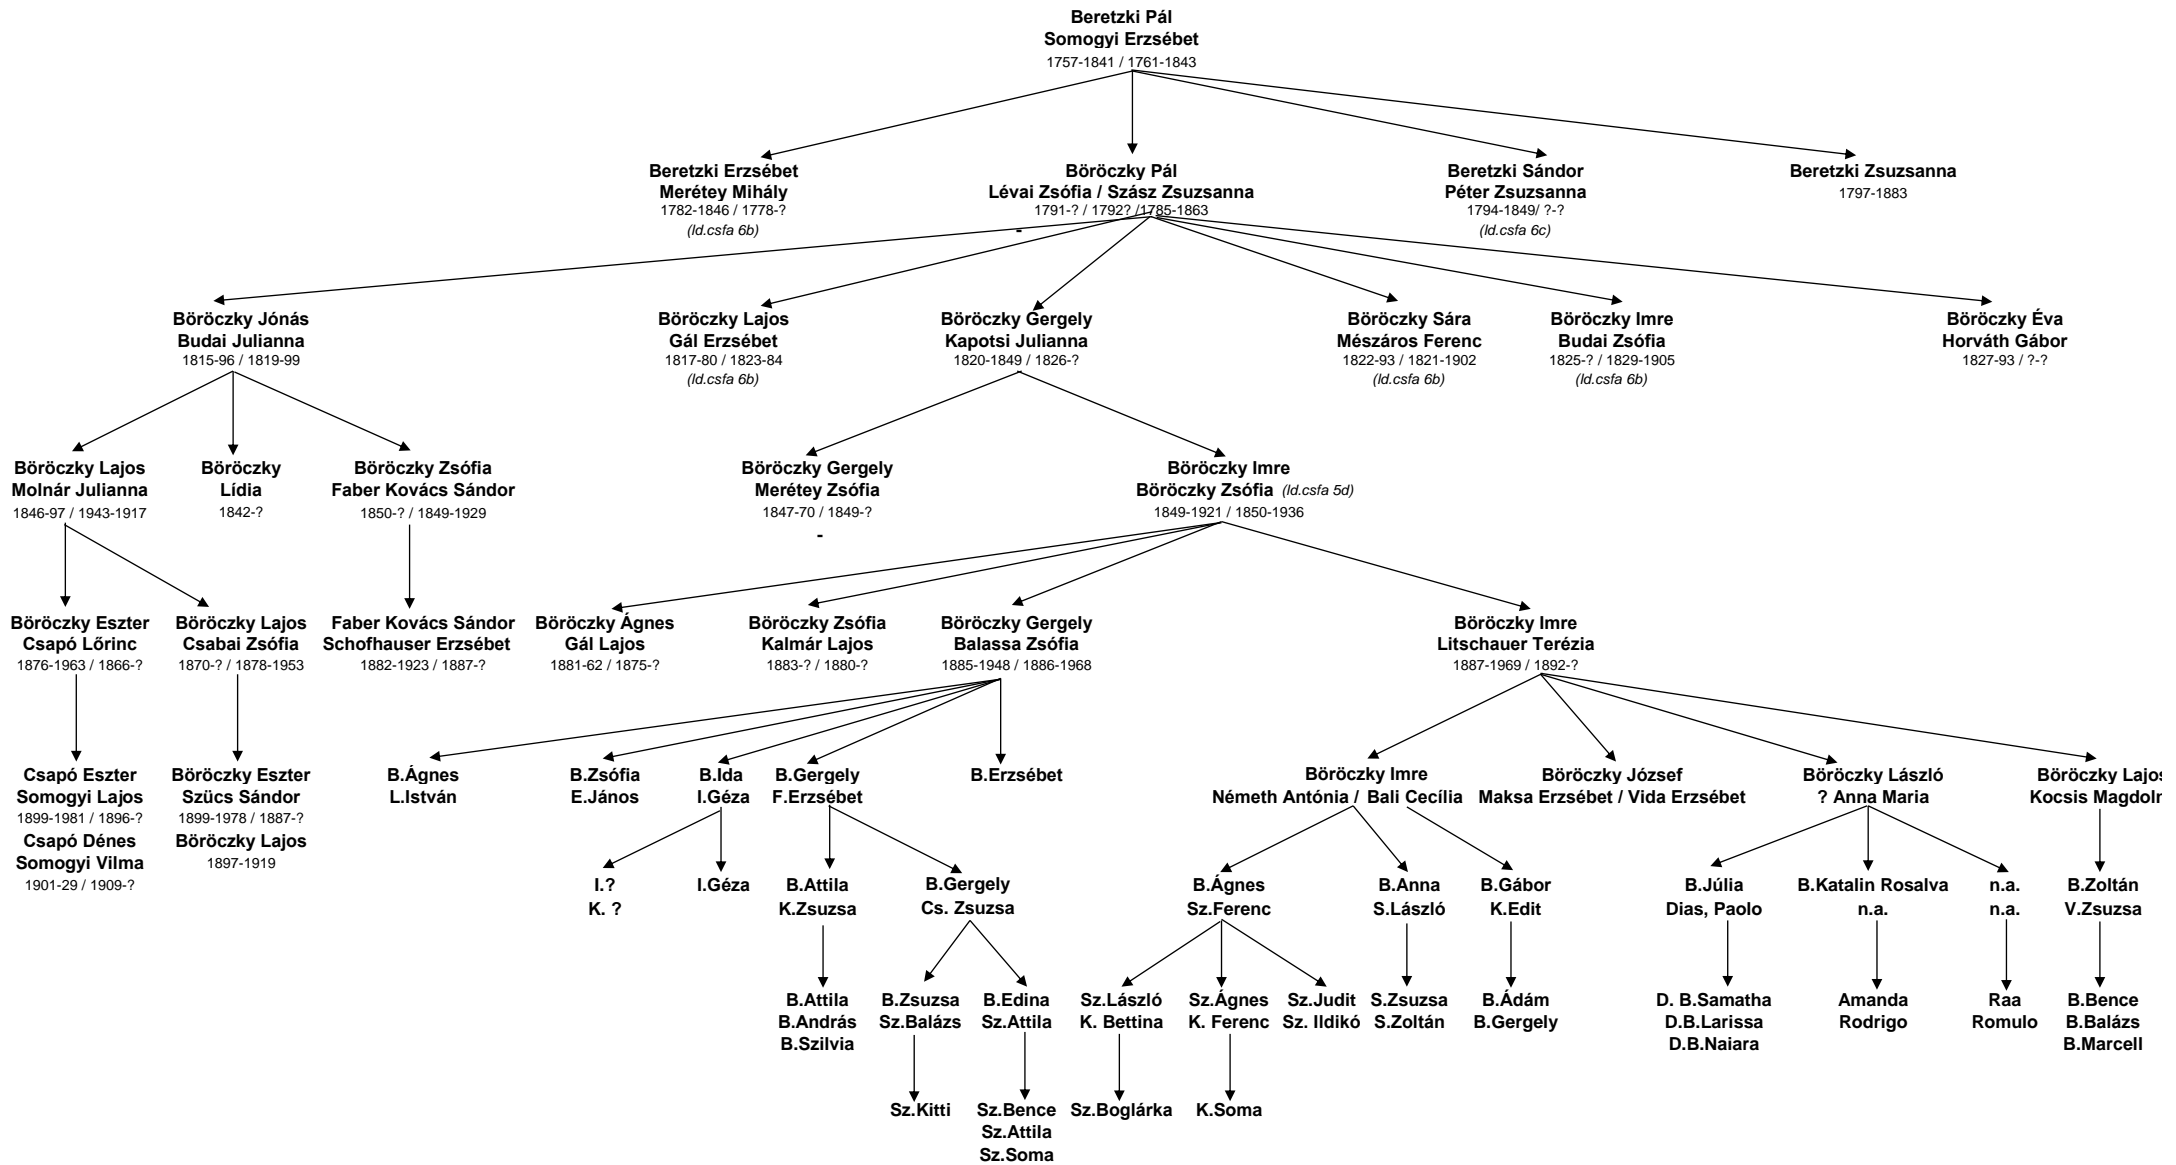 Beretzki Pál
Somogyi Erzsébet
1757-1841 / 1761-1843
Beretzki Erzsébet
Merétey Mihály
1782-1846 / 1778-?
(ld.csfa 6b)
Böröczky Pál
Lévai Zsófia / Szász Zsuzsanna
1791-? / 1792? /1785-1863
-
Beretzki Sándor
Péter Zsuzsanna
1794-1849/ ?-?
(ld.csfa 6c)
Beretzki Zsuzsanna
1797-1883
Böröczky Jónás
Budai Julianna
1815-96 / 1819-99
Böröczky Lajos
Gál Erzsébet
1817-80 / 1823-84
(ld.csfa 6b)
Böröczky Gergely
Kapotsi Julianna
1820-1849 / 1826-?
Böröczky Sára
Mészáros Ferenc
1822-93 / 1821-1902
(ld.csfa 6b)
Böröczky Imre
Budai Zsófia
1825-? / 1829-1905
(ld.csfa 6b)
Böröczky Éva
Horváth Gábor
1827-93 / ?-?
Böröczky Lajos
Molnár Julianna
1846-97 / 1943-1917
Böröczky
Lídia
1842-?
Böröczky Zsófia
Faber Kovács Sándor
1850-? / 1849-1929
Böröczky Gergely
Merétey Zsófia
1847-70 / 1849-?
-
Böröczky Imre
Böröczky Zsófia (ld.csfa 5d)
1849-1921 / 1850-1936
Böröczky Eszter
Csapó Lőrinc
1876-1963 / 1866-?
Böröczky Lajos
Csabai Zsófia
1870-? / 1878-1953
Faber Kovács Sándor
Schofhauser Erzsébet
1882-1923 / 1887-?
Böröczky Ágnes
Gál Lajos
1881-62 / 1875-?
Böröczky Zsófia
Kalmár Lajos
1883-? / 1880-?
Böröczky Gergely
Balassa Zsófia
1885-1948 / 1886-1968
Böröczky Imre
Litschauer Terézia
1887-1969 / 1892-?
Csapó Eszter
Somogyi Lajos
1899-1981 / 1896-?
Csapó Dénes
Somogyi Vilma
1901-29 / 1909-?
Böröczky Eszter
Szücs Sándor
1899-1978 / 1887-?
Böröczky Lajos
1897-1919
B.Ágnes
L.István
B.Zsófia
E.János
B.Ida
I.Géza
B.Gergely
F.Erzsébet
B.Erzsébet
Böröczky Imre
Németh Antónia / Bali Cecília
Böröczky József
Maksa Erzsébet / Vida Erzsébet
Böröczky László
? Anna Maria
Böröczky Lajos
Kocsis Magdoln
I.?
K. ?
I.Géza
B.Attila
K.Zsuzsa
B.Gergely
Cs. Zsuzsa
B.Ágnes
Sz.Ferenc
B.Anna
S.László
B.Gábor
K.Edit
B.Júlia
Dias, Paolo
B.Katalin Rosalva
n.a.
n.a.
n.a.
B.Zoltán
V.Zsuzsa
B.Attila
B.András
B.Szilvia
B.Zsuzsa
Sz.Balázs
B.Edina
Sz.Attila
Sz.László
K. Bettina
Sz.Ágnes
K. Ferenc
Sz.Judit
Sz. Ildikó
S.Zsuzsa
S.Zoltán
B.Ádám
B.Gergely
D. B.Samatha
D.B.Larissa
D.B.Naiara
Amanda
Rodrigo
Raa
Romulo
B.Bence
B.Balázs
B.Marcell
Sz.Kitti
Sz.Bence
Sz.Attila
Sz.Soma
Sz.Boglárka
K.Soma